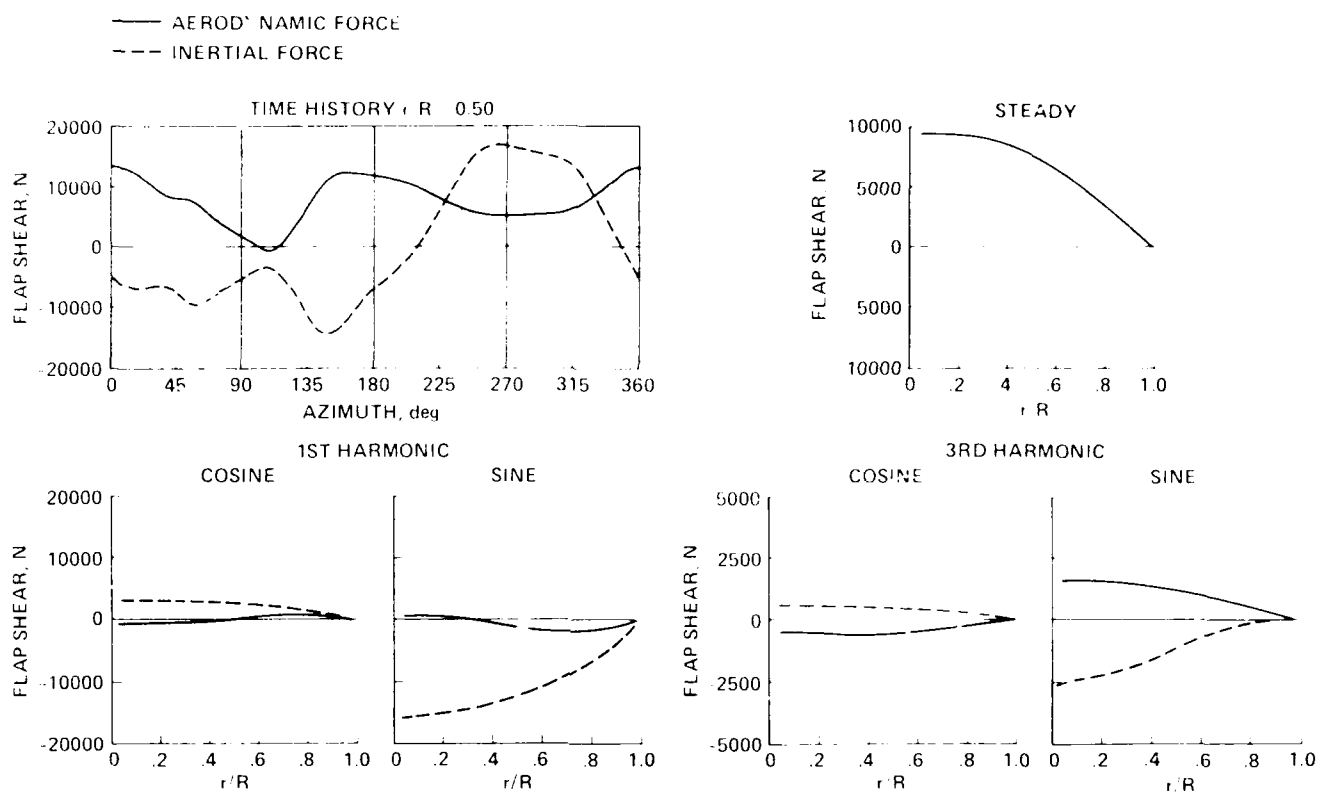 AEROD' NAMIC FORCE
INERTIAL FORCE
TIME HISTORY r R 0.50
FLAP SHEAR, N
20000
10000
0
10000
-20000
0 45 90 135 180 225 270 315 360
AZIMUTH, deg
STEADY
FLAP SHEAR, N
10000
5000
0
5000
10000
0 .2 4 .6 .8 1.0
r R
1ST HARMONIC
COSINE SINE
FLAP SHEAR, N
20000
10000
0
-10000
-20000
0 .2 .4 .6 .8 1.0
r/R
0 .2 .4 .6 .8 1.0
r/R
3RD HARMONIC
COSINE SINE
FLAP SHEAR, N
5000
2500
0
-2500
-5000
0 .2 .4 .6 .8 1.0
r/R
0 .2 .4 .6 .8 1.0
r/R